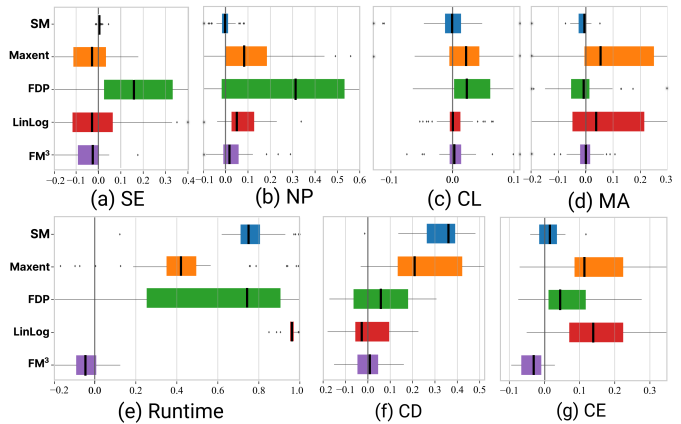 SM
Maxent
FDP
LinLog
FM³
−0.2 −0.1 0.0 0.1 0.2 0.3 0.4
(a) SE
−0.1 0.0 0.1 0.2 0.3 0.4 0.5 0.6
(b) NP
−0.1 0.0 0.1
(c) CL
−0.2 −0.1 0.0 0.1 0.2 0.3
(d) MA
SM
Maxent
FDP
LinLog
FM³
−0.2 0.0 0.2 0.4 0.6 0.8 1.0
(e) Runtime
−0.2 −0.1 0.0 0.1 0.2 0.3 0.4 0.5
(f) CD
−0.1 0.0 0.1 0.2 0.3
(g) CE